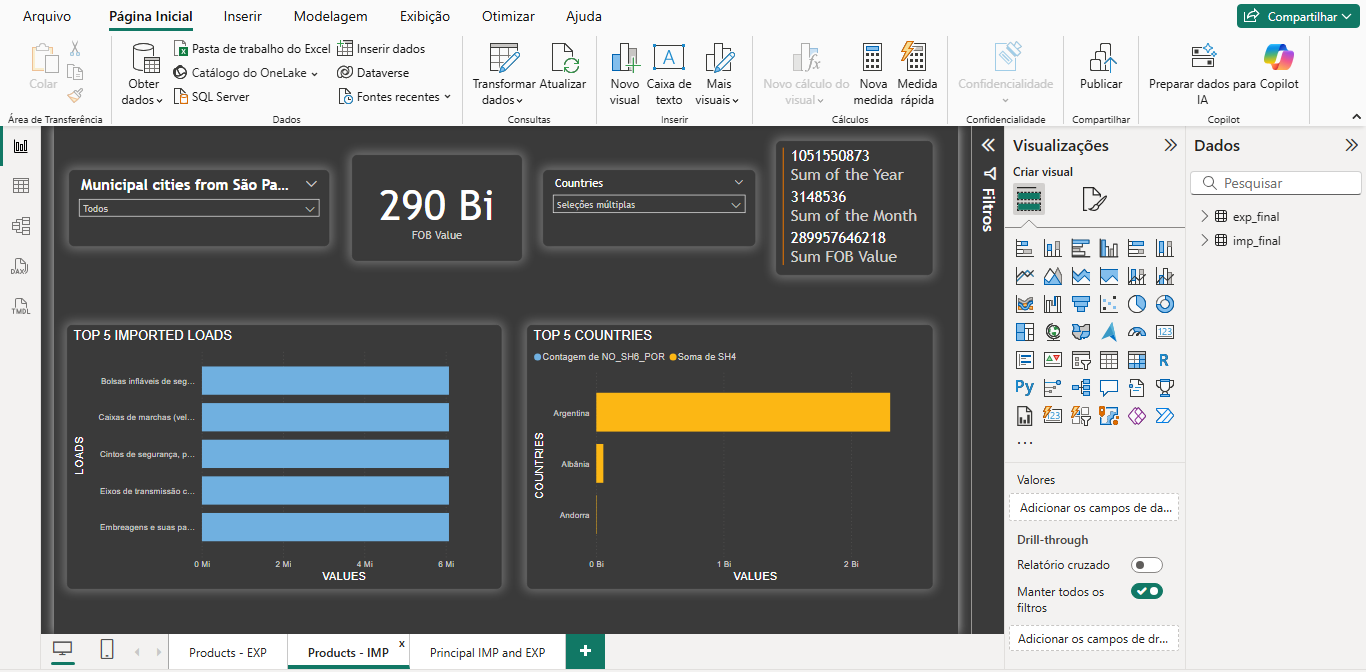 Arquivo
Página Inicial
Inserir
Modelagem
Exibição
Otimizar
Ajuda
Compartilhar
Colar
Área de Transferência
Obter
dados
Pasta de trabalho do Excel
Catálogo do OneLake
SQL Server
Inserir dados
Dataverse
Fontes recentes
Dados
Transformar
dados
Atualizar
Consultas
Novo
visual
Caixa de
texto
Mais
visuais
Inserir
Novo cálculo do
visual
Nova
medida
Medida
rápida
Cálculos
Confidencialidade
Confidencialidade
Publicar
Compartilhar
Preparar dados para
IA
Copilot
Copilot
DAX
TMDL
Municipal cities from São Pa...
Todos
290 Bi
FOB Value
Countries
Seleções múltiplas
1051550873
Sum of the Year
3148536
Sum of the Month
289957646218
Sum FOB Value
TOP 5 IMPORTED LOADS
LOADS
Bolsas infláveis de seg...
Caixas de marchas (vel...
Cintos de segurança, p...
Eixos de transmissão c...
Embreagens e suas pa...
0 Mi
2 Mi
4 Mi
6 Mi
VALUES
TOP 5 COUNTRIES
Contagem de NO_SH6_POR
Soma de SH4
COUNTRIES
Argentina
Albânia
Andorra
0 Bi
1 Bi
2 Bi
VALUES
Filtros
Visualizações
Criar visual
123
R
Py
123
...
Valores
Adicionar os campos de da...
Drill-through
Relatório cruzado
Manter todos os
filtros
Adicionar os campos de dr...
Dados
Pesquisar
exp_final
imp_final
Products - EXP
Products - IMP
x
Principal IMP and EXP
+